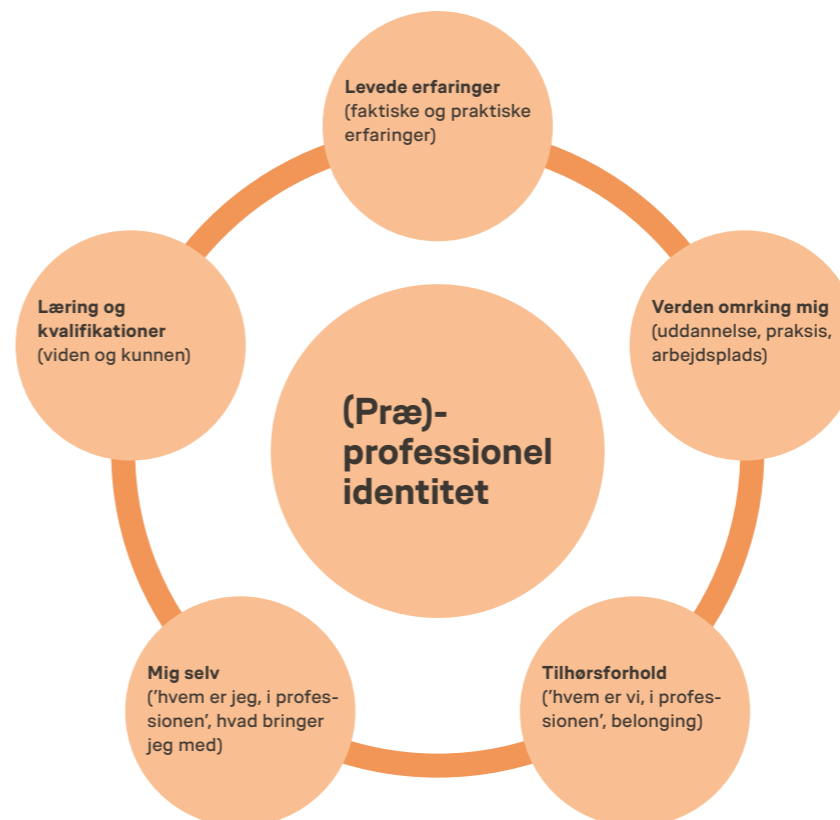 Levede erfaringer
(faktiske og praktiske
erfaringer)
Læring og
kvalifikationer
(viden og kunnen)
Verden omrking mig
(uddannelse, praksis,
arbejdsplads)
(Præ)-
professionel
identitet
Mig selv
('hvem er jeg, i profes-
sionen', hvad bringer
jeg med)
Tilhørsforhold
('hvem er vi, i profes-
sionen', belonging)